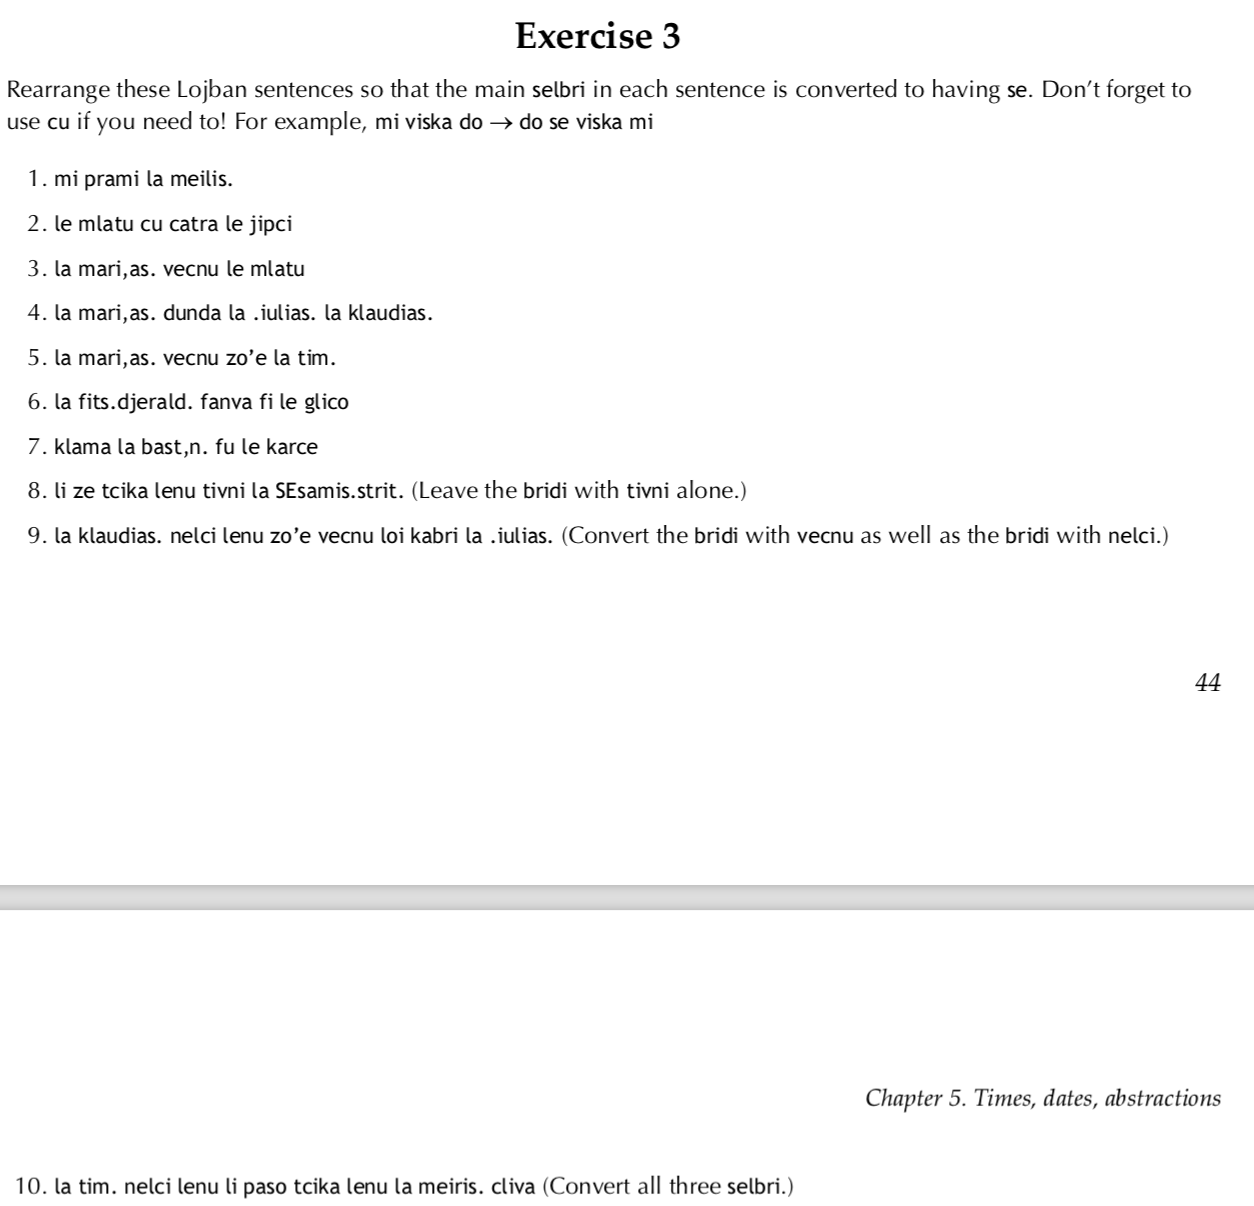 Exercise 3
Rearrange these Lojban sentences so that the main selbri in each sentence is converted to having se. Don’t forget to
use cu if you need to! For example, mi viska do → do se viska mi
1. mi prami la meilis.
2. le mlatu cu catra le jipci
3. la mari,as. vecnu le mlatu
4. la mari,as. dunda la .iulias. la klaudias.
5. la mari,as. vecnu zo’e la tim.
6. la fits.djerald. fanva fi le glico
7. klama la bast,n. fu le karce
8. li ze tcika lenu tivni la SEsamis.strit. (Leave the bridi with tivni alone.)
9. la klaudias. nelci lenu zo’e vecnu loi kabri la .iulias. (Convert the bridi with vecnu as well as the bridi with nelci.)
44
Chapter 5. Times, dates, abstractions
10. la tim. nelci lenu li paso tcika lenu la meiris. cliva (Convert all three selbri.)